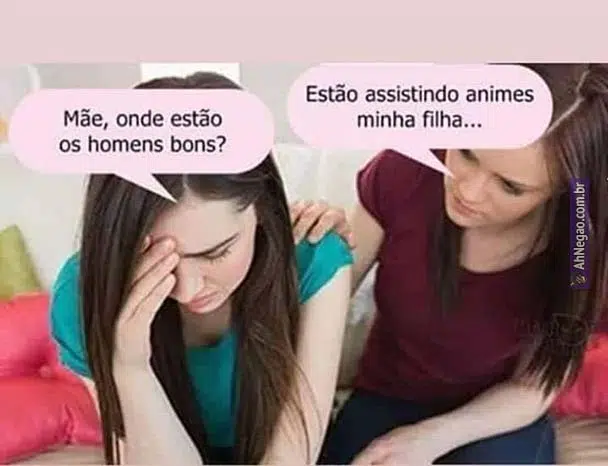 Mãe, onde estão
os homens bons?
Estão assistindo animes
minha filha...
AhNegao.com.br